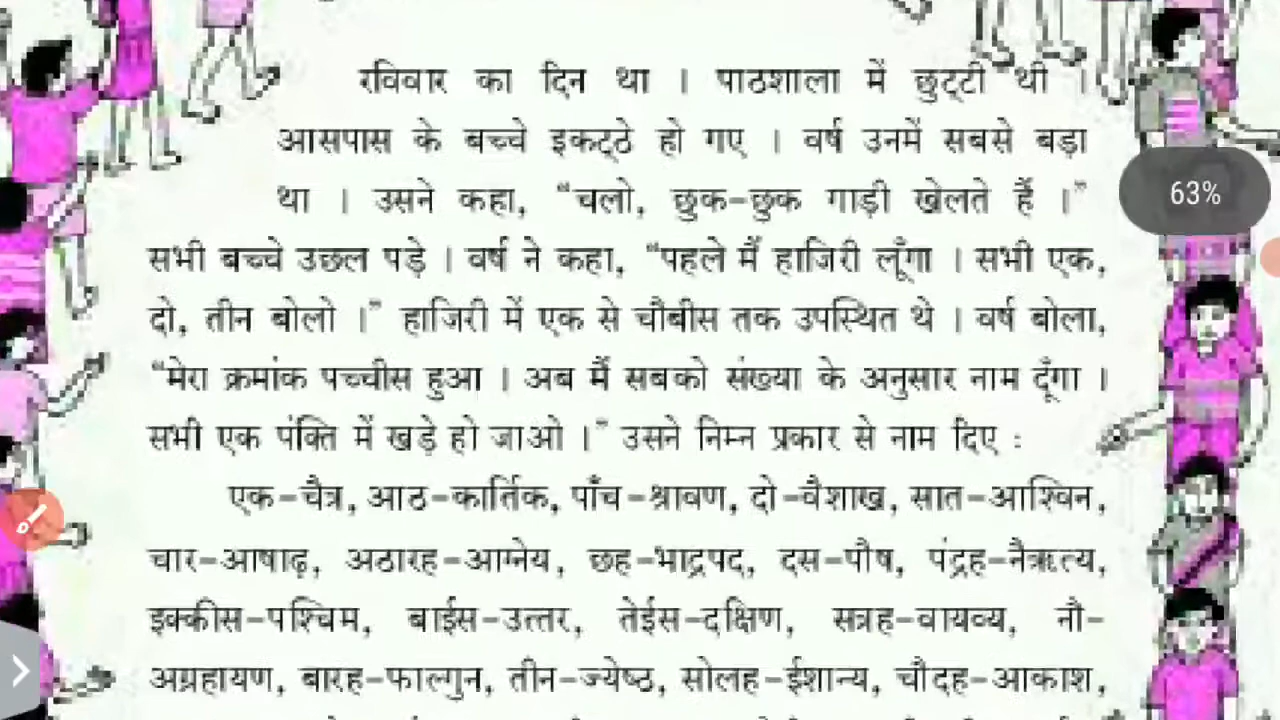 रविवार का दिन था । पाठशाला में छुट्टी थी ।
आसपास के बच्चे इकट्ठे हो गए । वर्ष उनमें सबसे बड़ा
था । उसने कहा, “चलो, छुक-छुक गाड़ी खेलते हैं ।”
सभी बच्चे उछल पड़े । वर्ष ने कहा, “पहले मैं हाजिरी लूँगा । सभी एक,
दो, तीन बोलो ।” हाजिरी में एक से चौबीस तक उपस्थित थे । वर्ष बोला,
“मेरा क्रमांक पच्चीस हुआ । अब मैं सबको संख्या के अनुसार नाम दूँगा ।
सभी एक पंक्ति में खड़े हो जाओ ।” उसने निम्न प्रकार से नाम दिए :
एक-चैत्र, आठ-कार्तिक, पाँच-श्रावण, दो-वैशाख, सात-आश्विन,
चार-आषाढ़, अठारह-आग्नेय, छह-भाद्रपद, दस-पौष, पंद्रह-नैऋत्य,
इक्कीस-पश्चिम, बाईस-उत्तर, तेईस-दक्षिण, सत्रह-वायव्य, नौ-
अग्रहायण, बारह-फाल्गुन, तीन-ज्येष्ठ, सोलह-ईशान्य, चौदह-आकाश,
63%